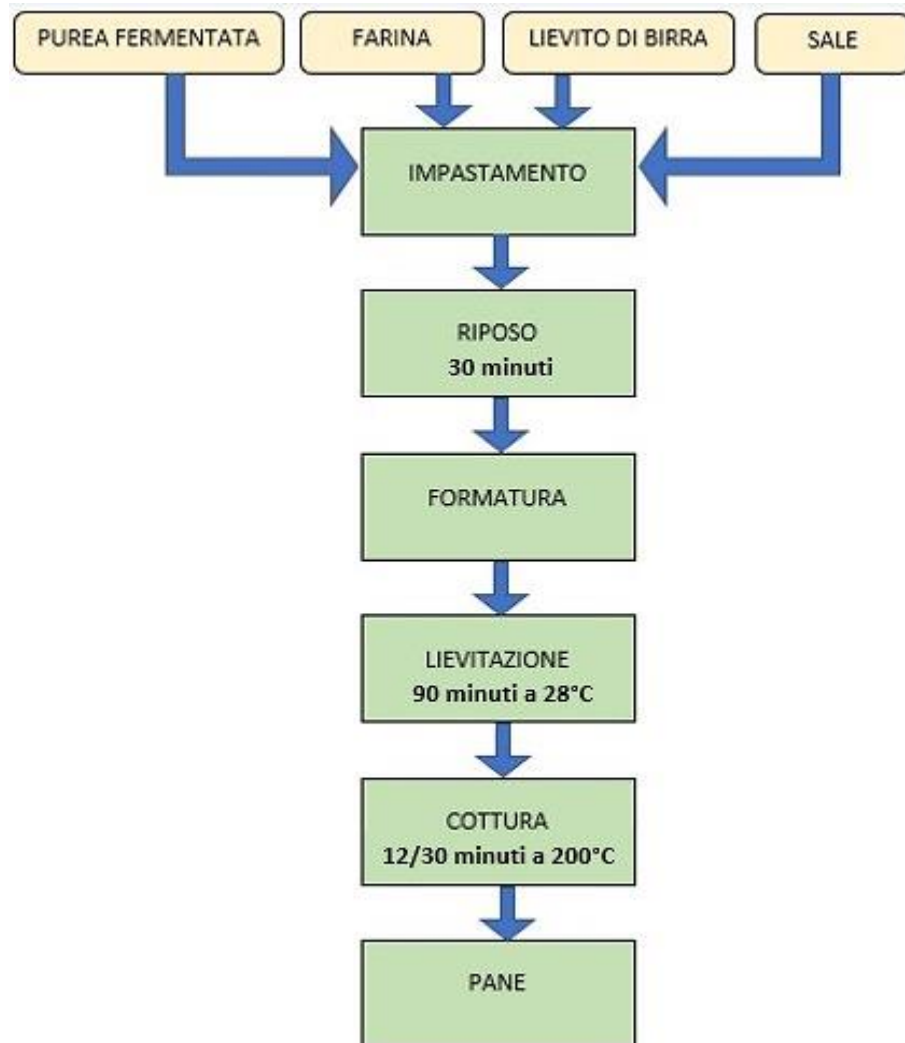 PUREA FERMENTATA
FARINA
LIEVITO DI BIRRA
SALE
IMPASTAMENTO
RIPOSO
30 minuti
FORMATURA
LIEVITAZIONE
90 minuti a 28°C
COTTURA
12/30 minuti a 200°C
PANE